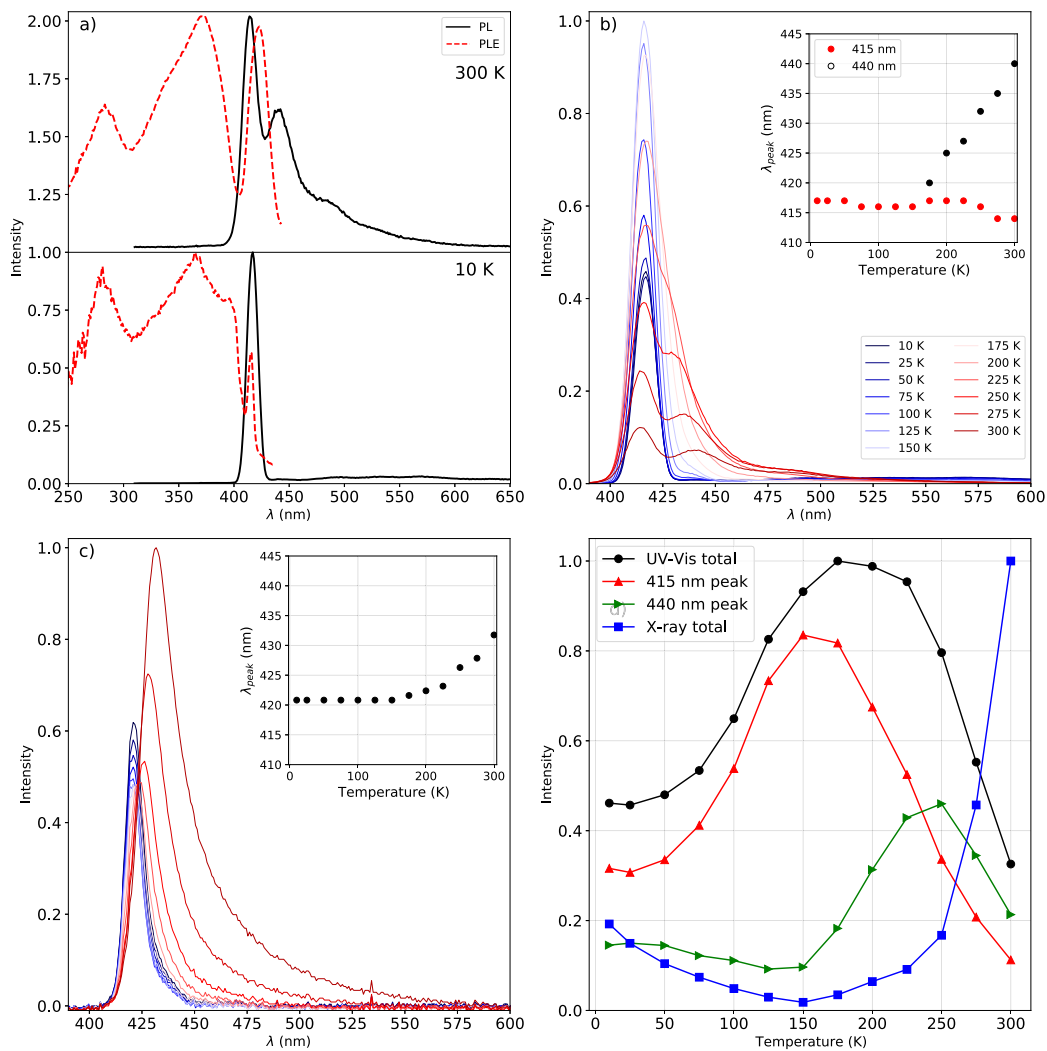 a)
PL
PLE
300 K
2.00
1.75
1.50
1.25
1.00
Intensity
10 K
0.75
0.50
0.25
0.00
250 300 350 400 450 500 550 600 650
λ (nm)
b)
1.0
0.8
0.6
0.4
0.2
0.0
Intensity
400 425 450 475 500 525 550 575 600
λ (nm)
415 nm
440 nm
445
440
435
430
425
420
415
410
λpeak (nm)
0 100 200 300
Temperature (K)
10 K
25 K
50 K
75 K
100 K
125 K
150 K
175 K
200 K
225 K
250 K
275 K
300 K
c)
1.0
0.8
0.6
0.4
0.2
0.0
Intensity
400 425 450 475 500 525 550 575 600
λ (nm)
445
440
435
430
425
420
415
410
λpeak (nm)
0 100 200 300
Temperature (K)
d)
UV-Vis total
415 nm peak
440 nm peak
X-ray total
1.0
0.8
0.6
0.4
0.2
0.0
Intensity
0 50 100 150 200 250 300
Temperature (K)